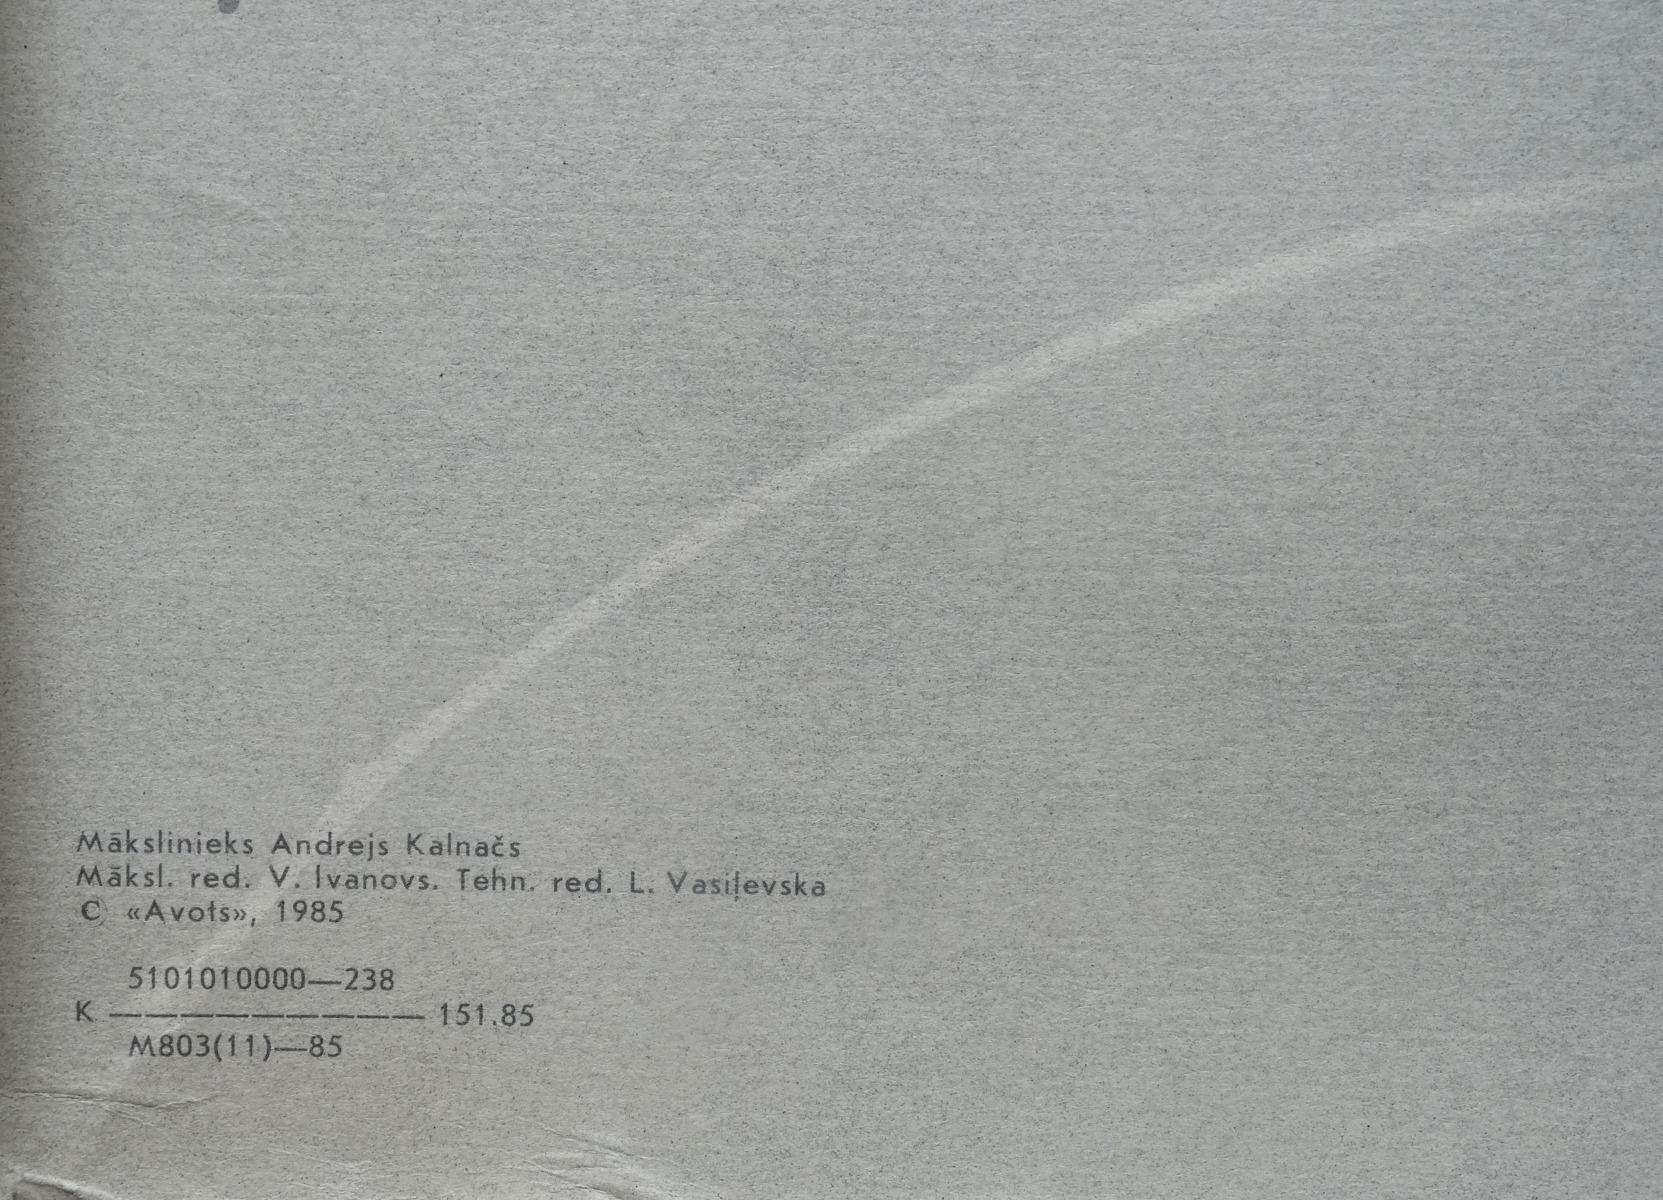 Mākslinieks Andrejs Kalnačs
Māksl. red. V. Ivanovs. Tehn. red. L. Vasiļevska
© «Avots», 1985
5101010000—238
K ————————— 151.85
M803(11)—85